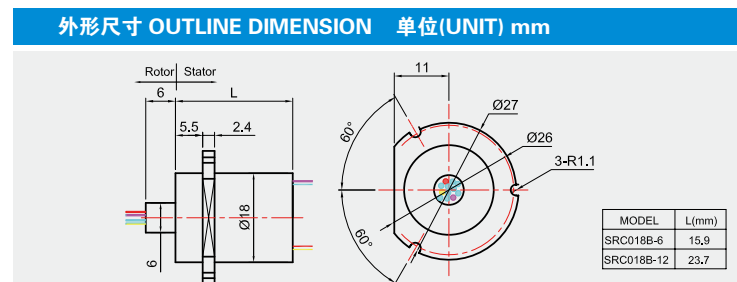 外形尺寸 OUTLINE DIMENSION 单位(UNIT) mm
Rotor Stator
6
L
5.5
2.4
Ø18
6
11
60°
60°
Ø27
Ø26
3-R1.1
MODEL L(mm)
SRC018B-6 15.9
SRC018B-12 23.7